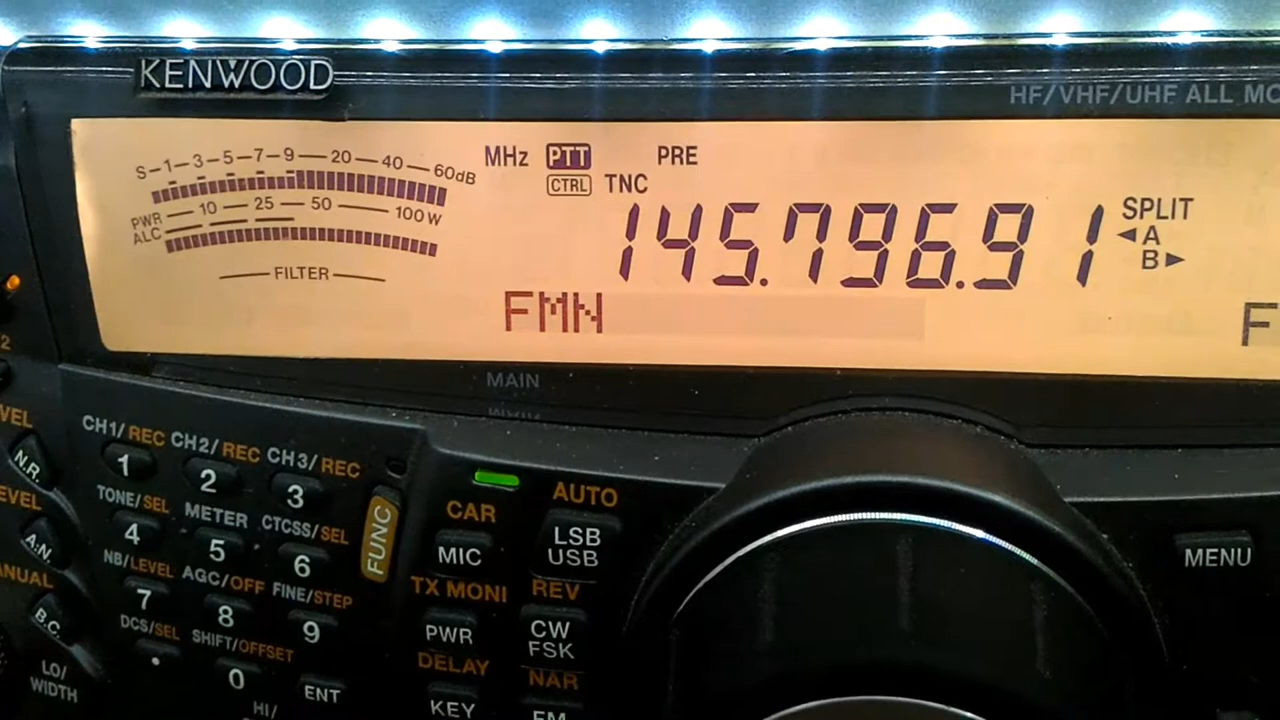 KENWOOD
HF/VHF/UHF ALL
S 1 3 5 7 9 20 40 60dB
MHz PTT PRE
CTRL TNC
PWR 10 25 50 100 W
ALC
145.796.91
SPLIT
◄A
B►
FILTER
FMN
F
MAIN
CH1/REC CH2/REC CH3/REC
1 2 3
TONE/SEL METER CTCSS/SEL
4 5 6
NB/LEVEL AGC/OFF FINE/STEP
7 8 9
DCS/SEL SHIFT/OFFSET
. 0 ENT
HI/
N.R.
A.N.
B.C.
LO/
WIDTH
FUNC
CAR AUTO
MIC LSB
USB
TX MONI REV
PWR CW
FSK
DELAY NAR
KEY FM
MENU